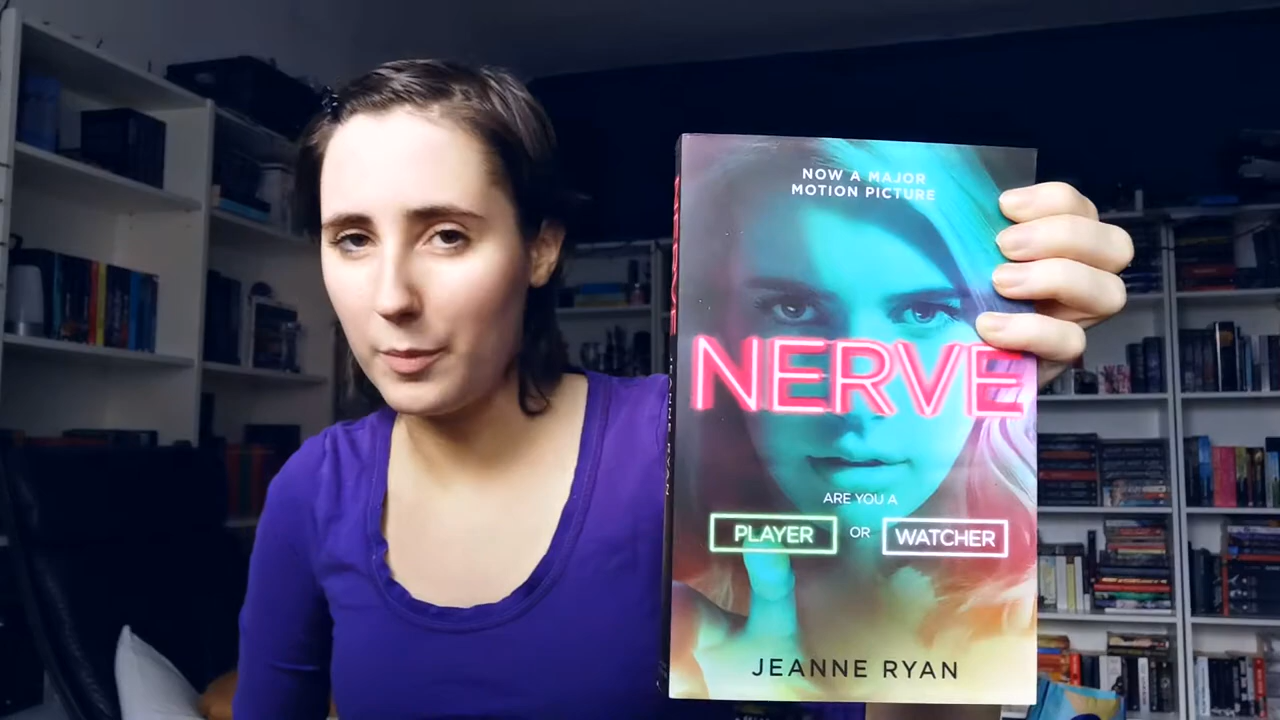 NOW A MAJOR
MOTION PICTURE
NERVE
ARE YOU A
PLAYER OR WATCHER
JEANNE RYAN